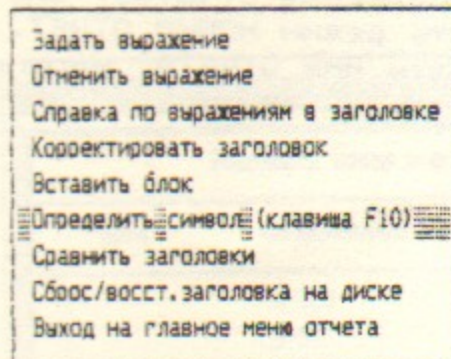 Задать выражение
Отменить выражение
Справка по выражениям в заголовке
Корректировать заголовок
Вставить блок
Определить символ (клавиша F10)
Сравнить заголовки
Сброс/восст.заголовка на диске
Выход на главное меню отчета